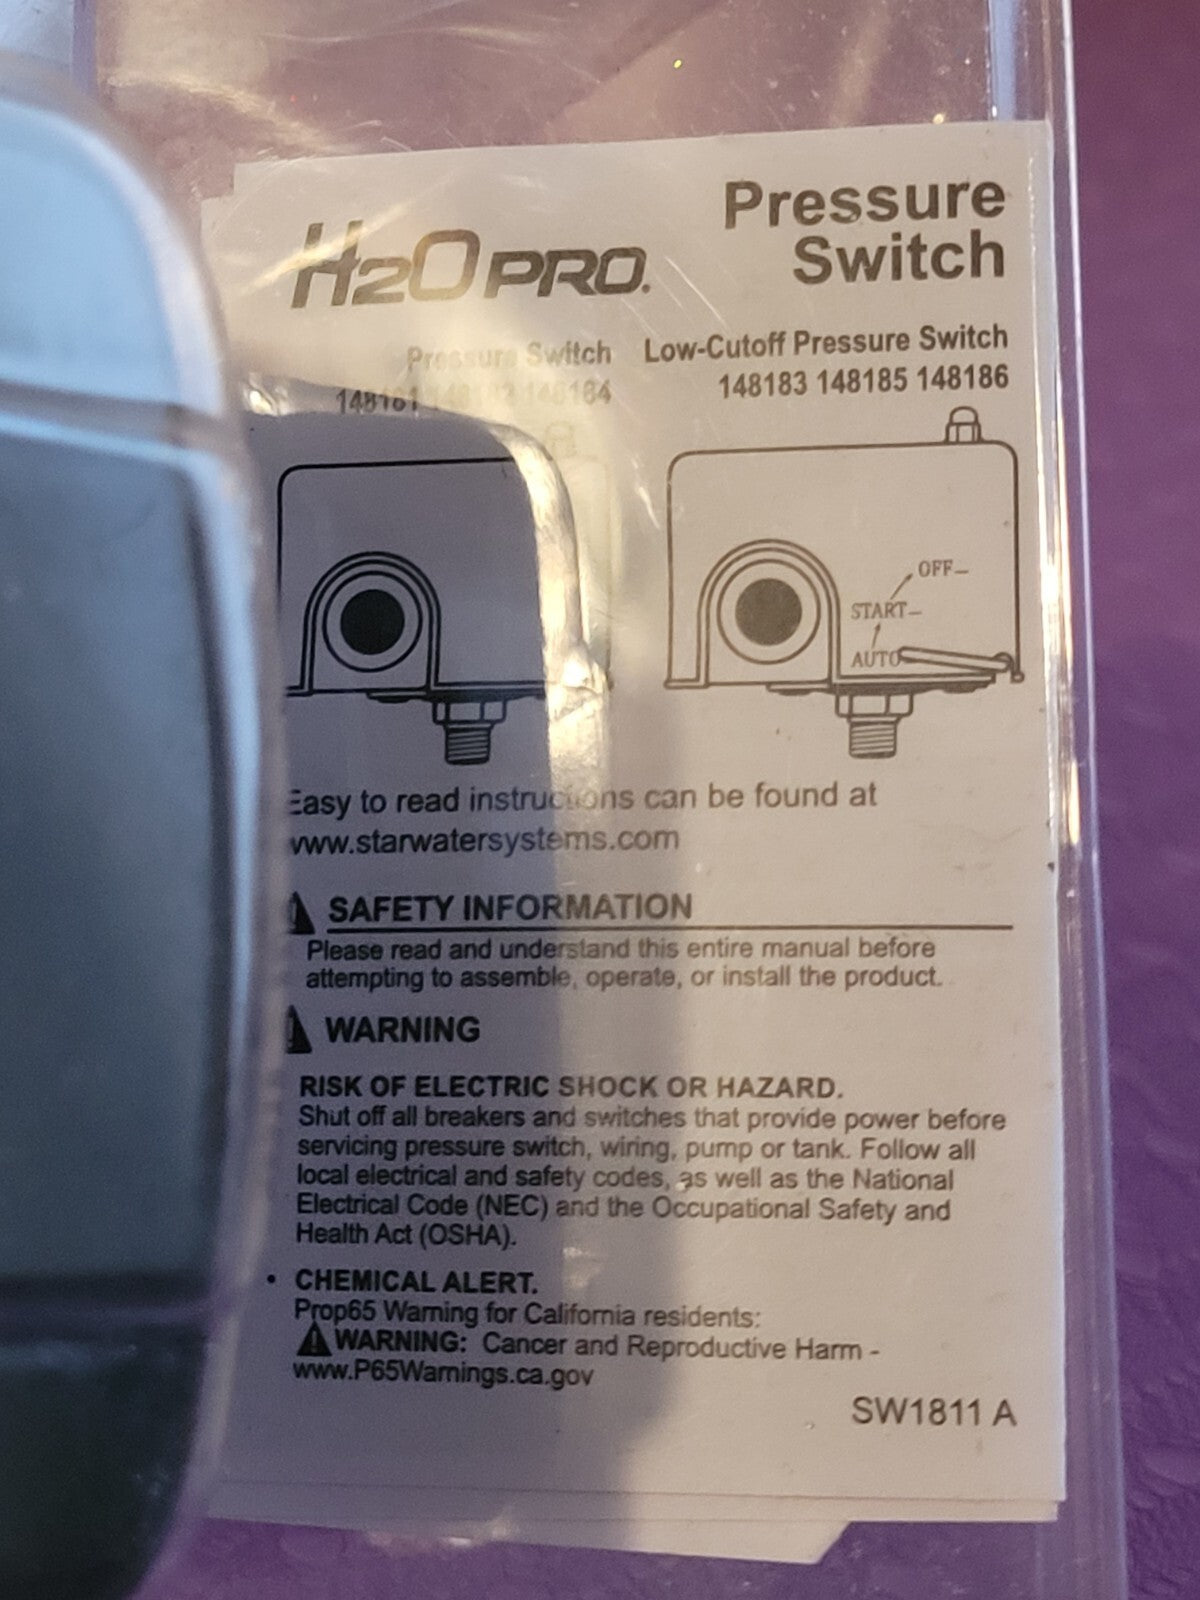 Pressure
Switch
H2O PRO.
Pressure Switch
148181 148184
Low-Cutoff Pressure Switch
148183 148185 148186
OFF–
START–
AUTO
Easy to read instructions can be found at
www.starwatersystems.com
SAFETY INFORMATION
Please read and understand this entire manual before
attempting to assemble, operate, or install the product.
WARNING
RISK OF ELECTRIC SHOCK OR HAZARD.
Shut off all breakers and switches that provide power before
servicing pressure switch, wiring, pump or tank. Follow all
local electrical and safety codes, as well as the National
Electrical Code (NEC) and the Occupational Safety and
Health Act (OSHA).
• CHEMICAL ALERT.
Prop65 Warning for California residents:
WARNING: Cancer and Reproductive Harm -
www.P65Warnings.ca.gov
SW1811 A